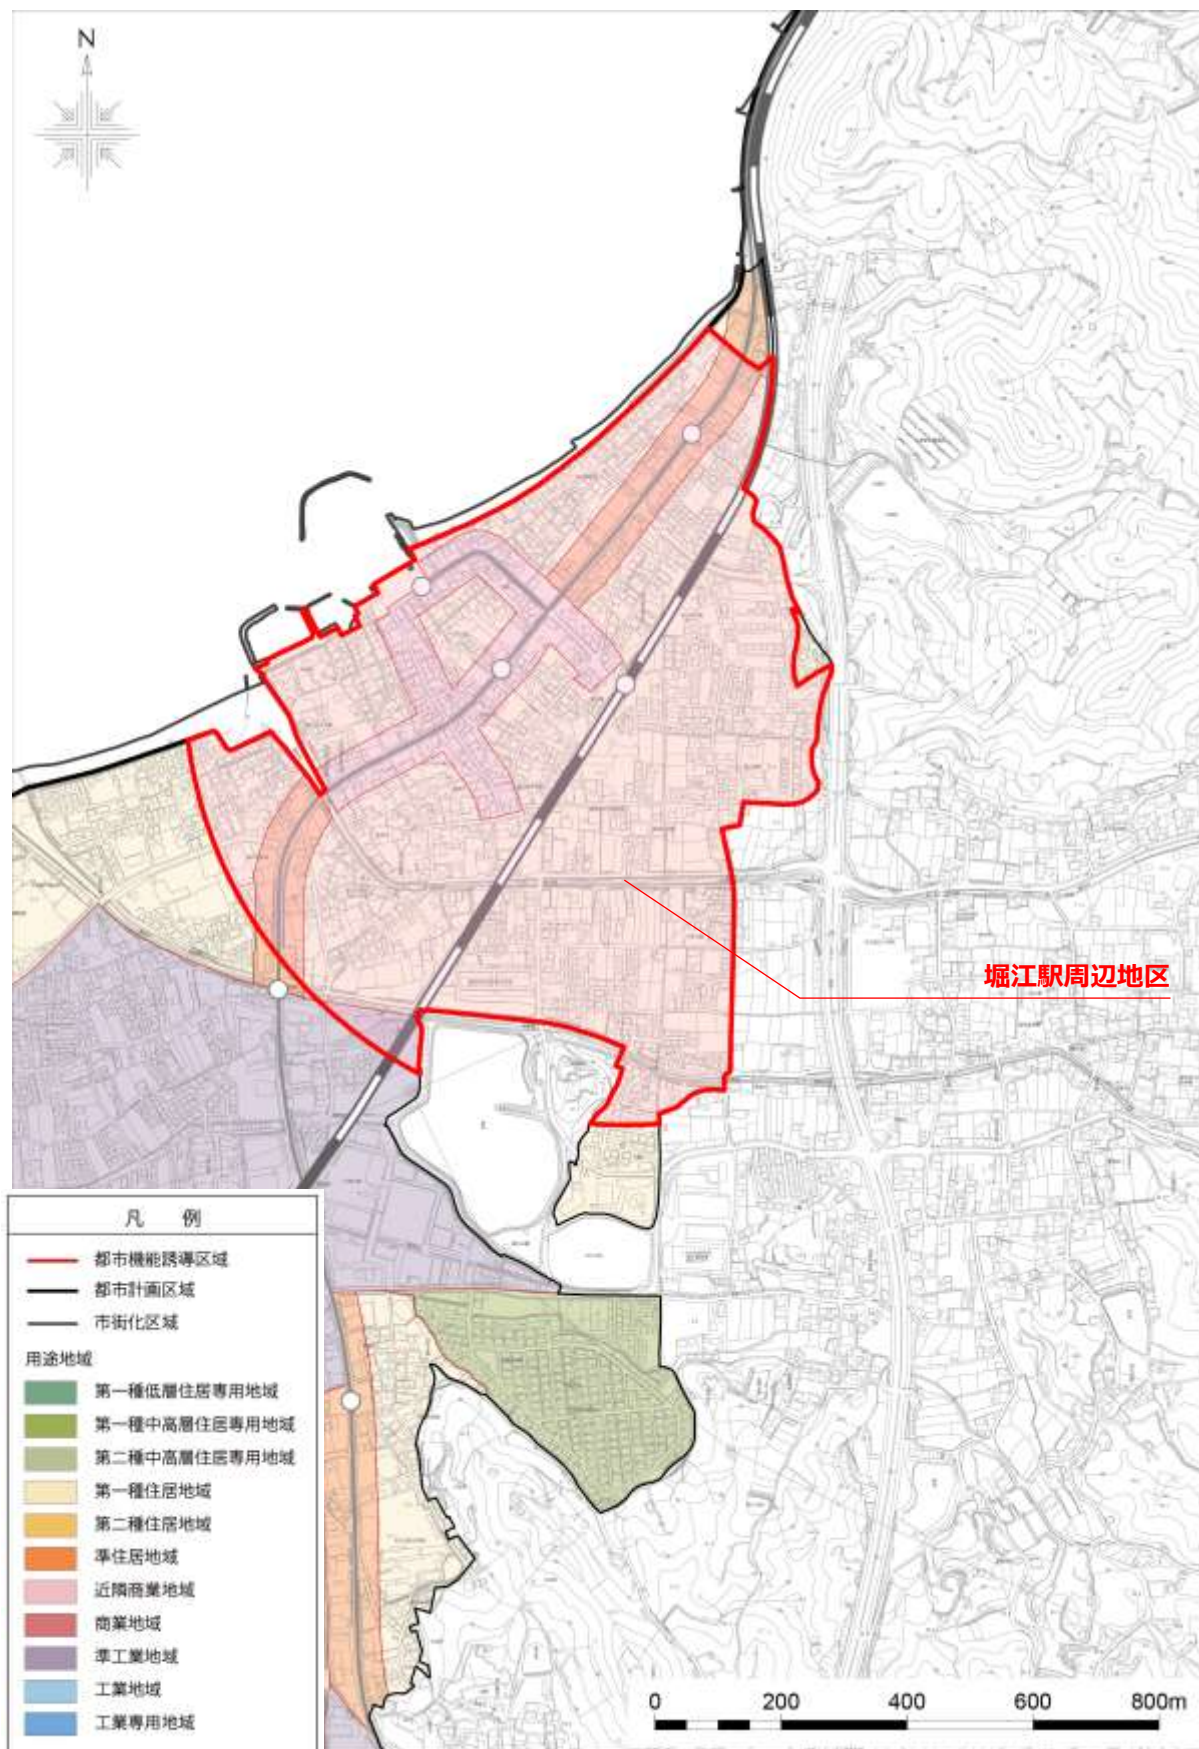 N
堀江駅周辺地区
凡 例
都市機能誘導区域
都市計画区域
市街化区域
用途地域
第一種低層住居専用地域
第一種中高層住居専用地域
第二種中高層住居専用地域
第一種住居地域
第二種住居地域
準住居地域
近隣商業地域
商業地域
準工業地域
工業地域
工業専用地域
0 200 400 600 800m